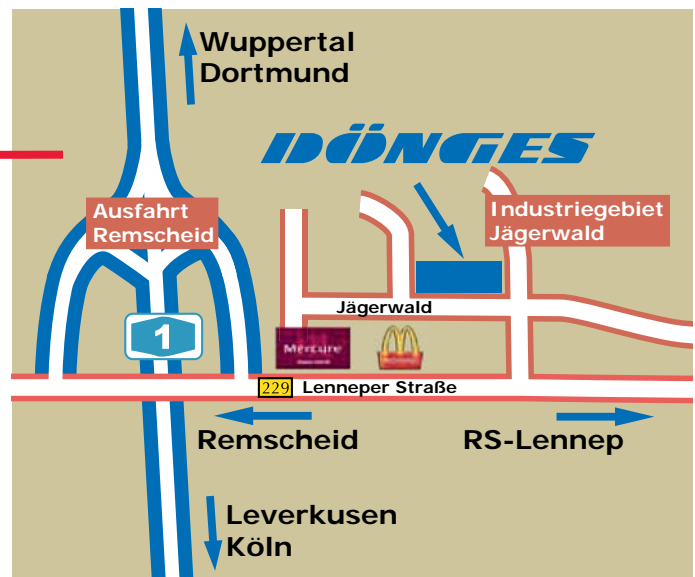 Wuppertal
Dortmund
DÖNGES
Ausfahrt
Remscheid
Industriegebiet
Jägerwald
Jägerwald
1
Mercure
229 Lenneper Straße
Remscheid
RS-Lennep
Leverkusen
Köln